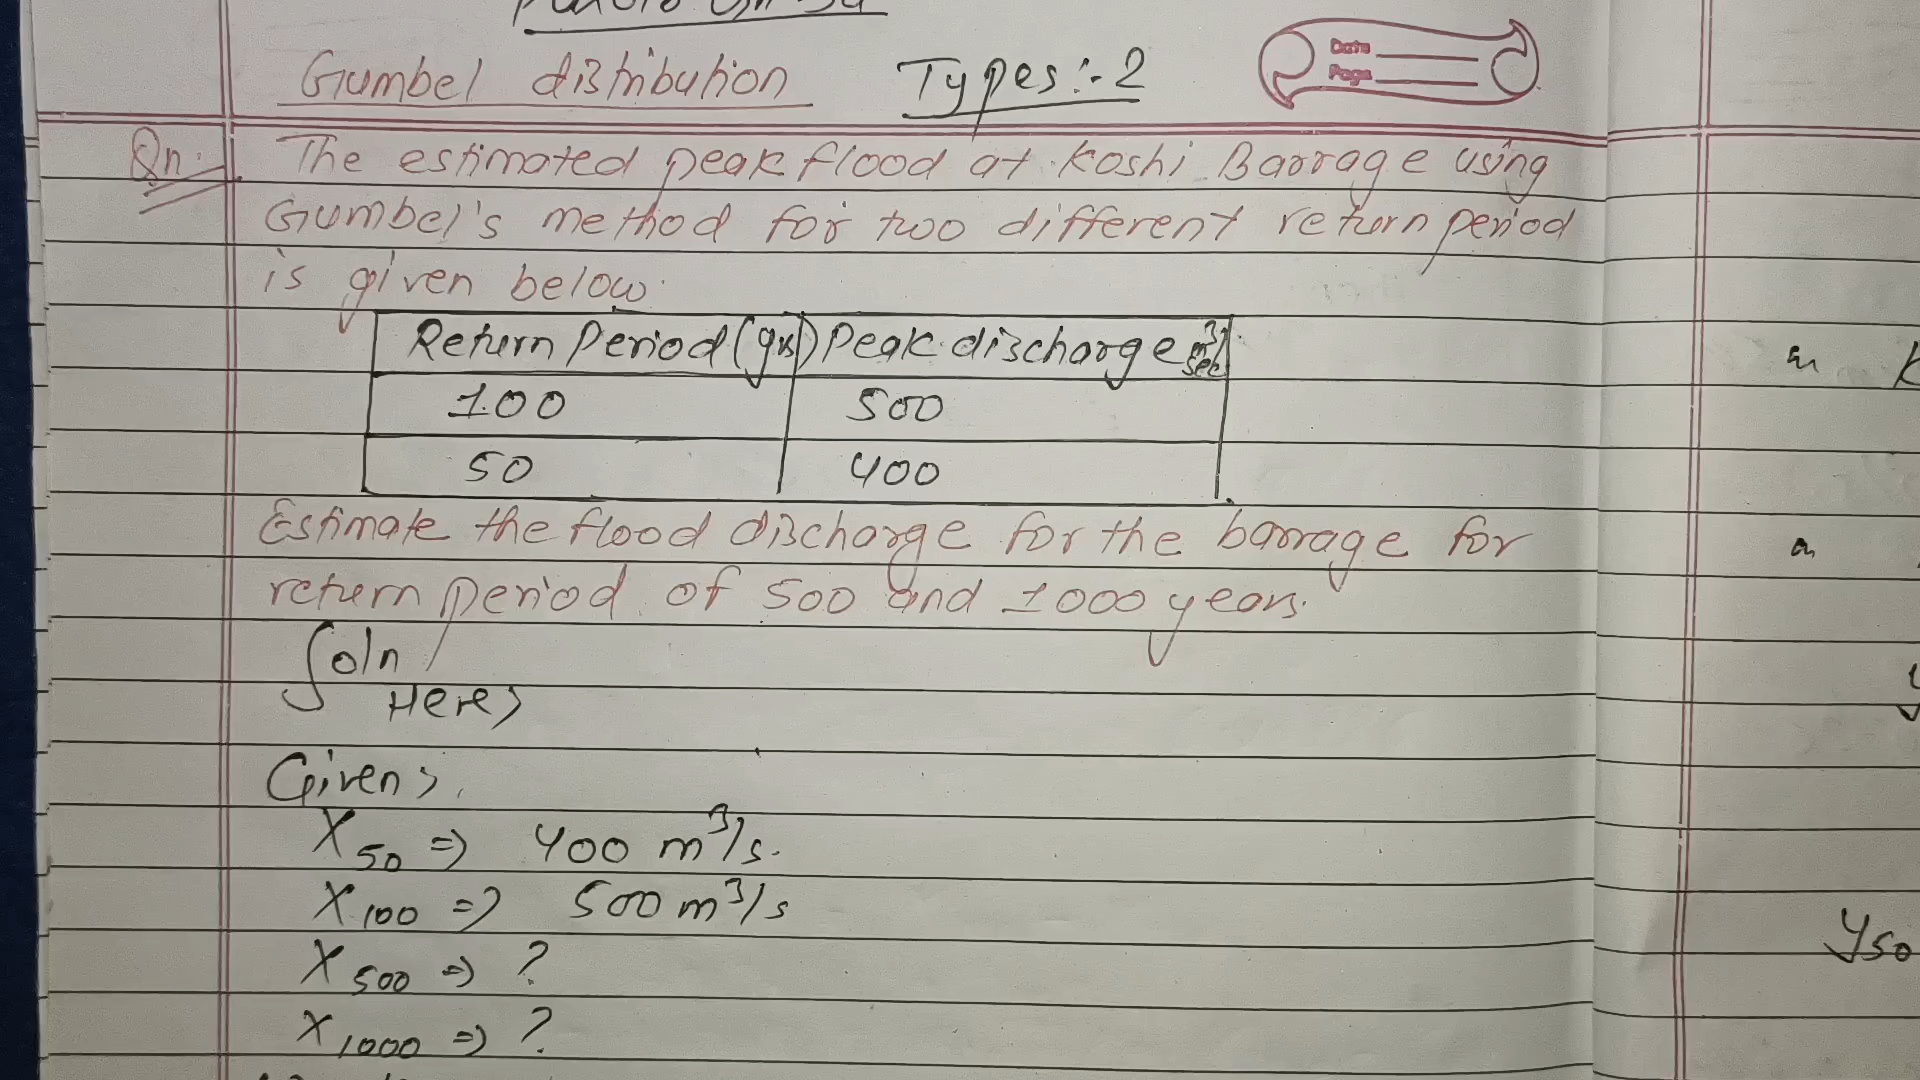 Gumbel distribution Types:-2
Date
Page
Qn. The estimated peak flood at Koshi Barrage using
Gumbel's method for two different return period
is given below.
Return Period (yrs) Peak discharge m³/sec
100 500
50 400
Estimate the flood discharge for the barrage for
return period of 500 and 1000 years.
Soln
Here,
Given,
X50 => 400 m³/s.
X100 => 500 m³/s
X500 => ?
X1000 => ?
y50